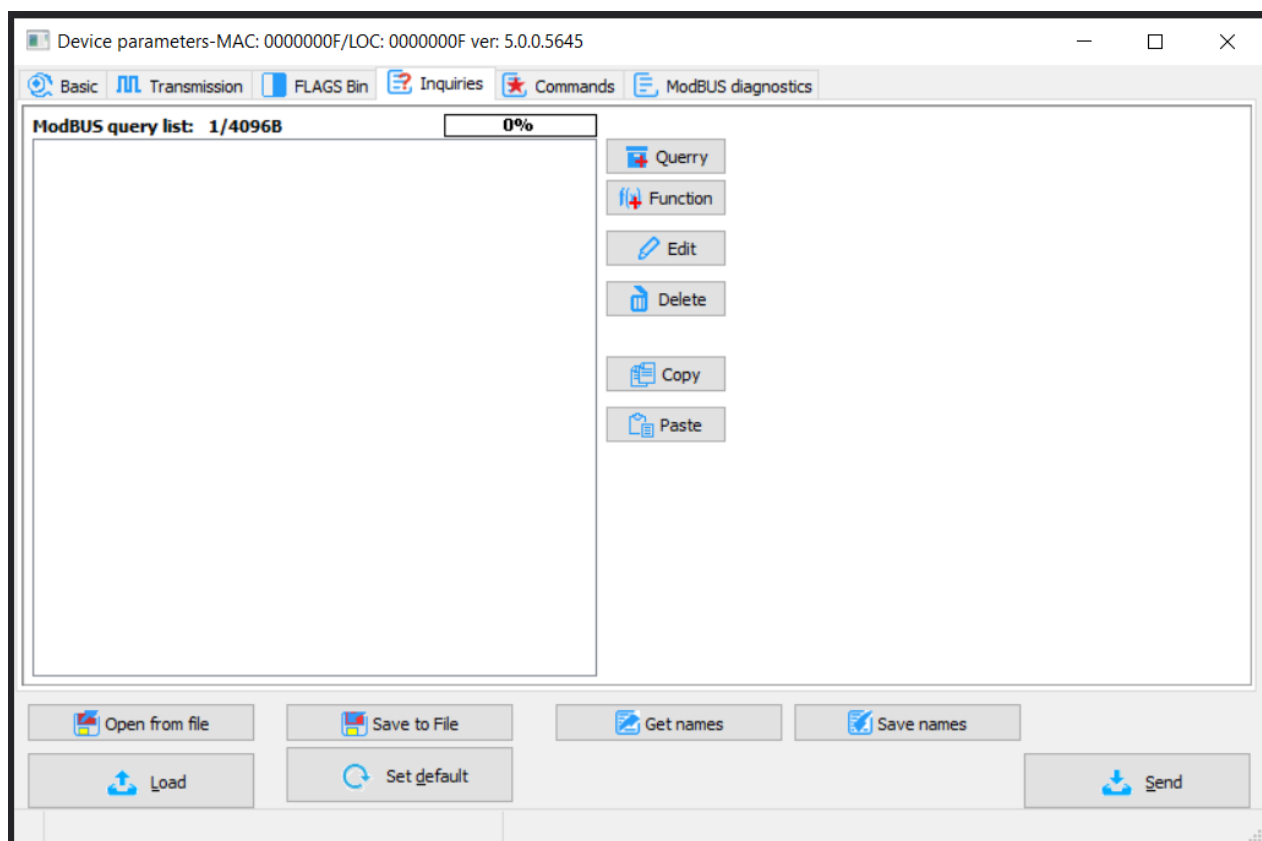 Device parameters-MAC: 0000000F/LOC: 0000000F ver: 5.0.0.5645
Basic Transmission FLAGS Bin Inquiries Commands ModBUS diagnostics
ModBUS query list: 1/4096B 0%
Querry
f(x) Function
Edit
Delete
Copy
Paste
Open from file Save to File Get names Save names
Load Set default Send